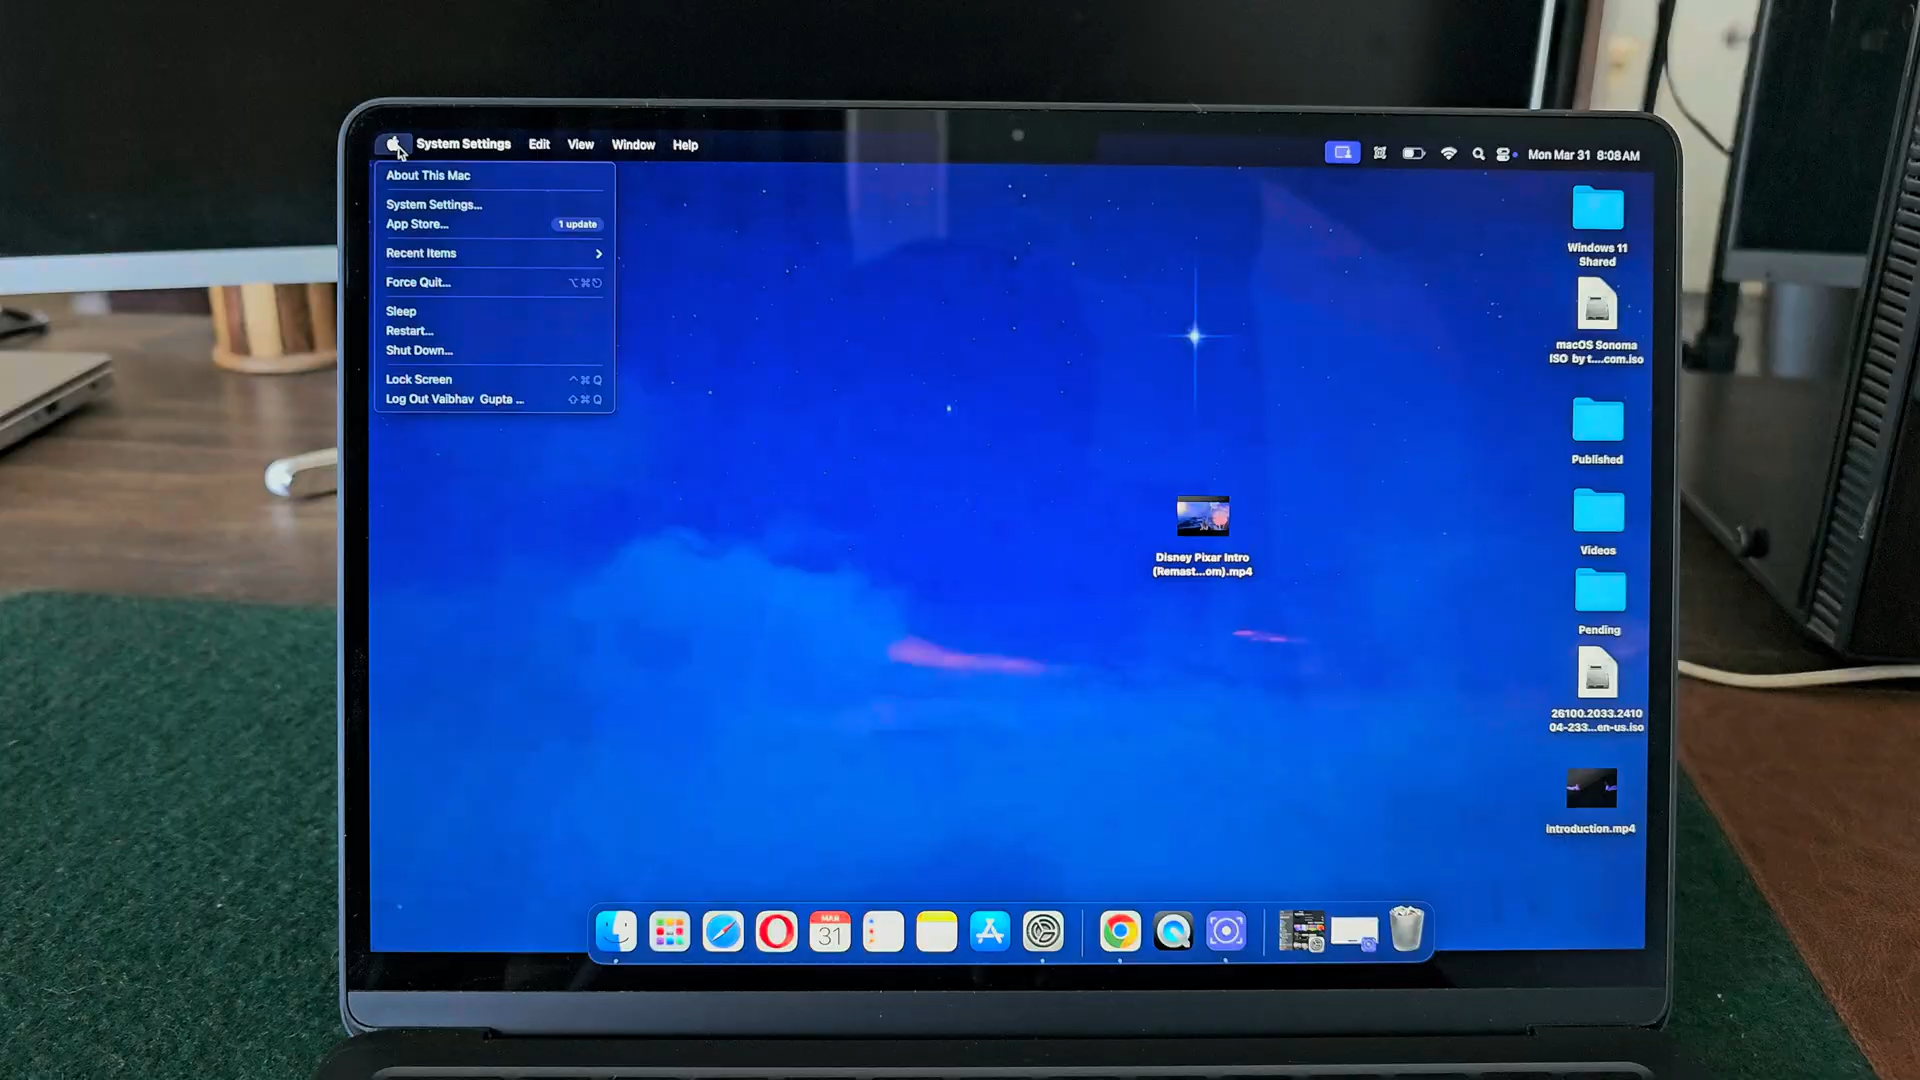 System Settings Edit View Window Help
Mon Mar 31 8:08 AM
About This Mac
System Settings...
App Store... 1 update
Recent Items
Force Quit... ⌥⌘⎋
Sleep
Restart...
Shut Down...
Lock Screen ^⌘Q
Log Out Vaibhav Gupta ... ⇧⌘Q
Windows 11
Shared
macOS Sonoma
ISO by t....com.iso
Published
Disney Pixar Intro
(Remast...om).mp4
Videos
Pending
26100.2033.2410
04-233...en-us.iso
introduction.mp4
MAR
31